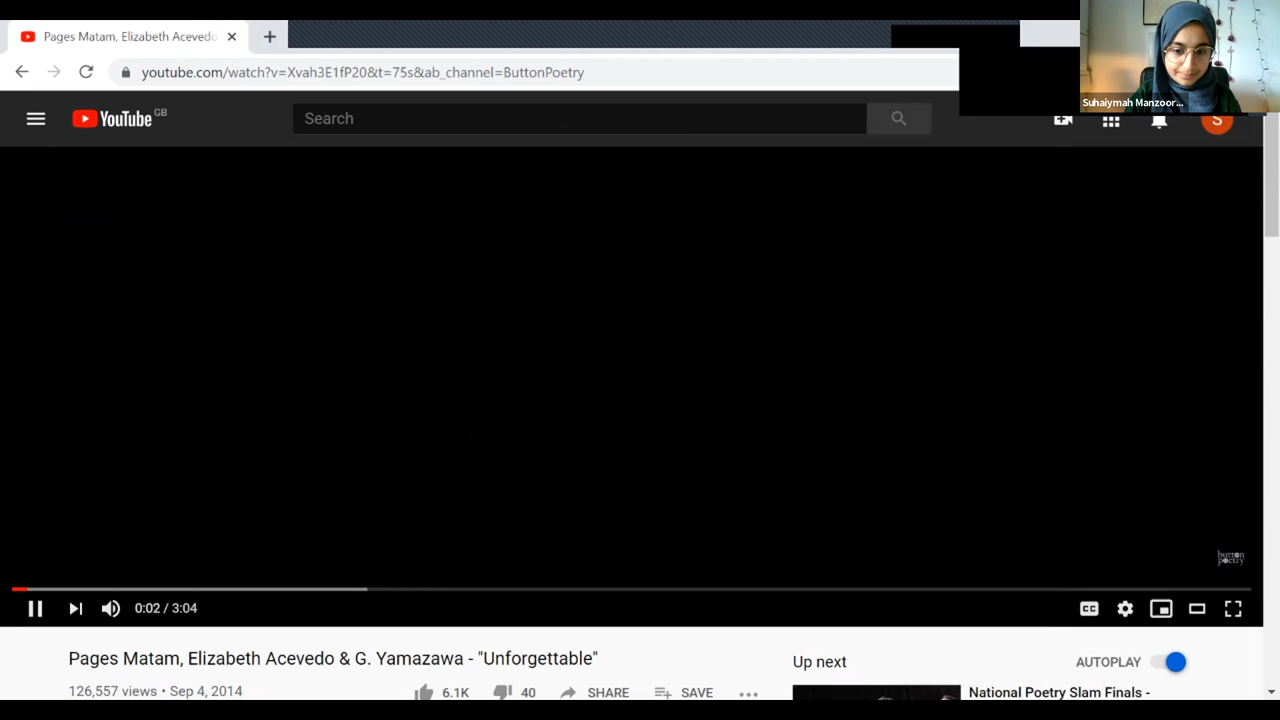 Pages Matam, Elizabeth Acevedo
youtube.com/watch?v=Xvah3E1fP20&t=75s&ab_channel=ButtonPoetry
Suhaiymah Manzoor...
YouTube GB
Search
S
button
poetry
0:02 / 3:04
CC
Pages Matam, Elizabeth Acevedo & G. Yamazawa - "Unforgettable"
Up next
AUTOPLAY
126,557 views • Sep 4, 2014
6.1K
40
SHARE
SAVE
National Poetry Slam Finals -